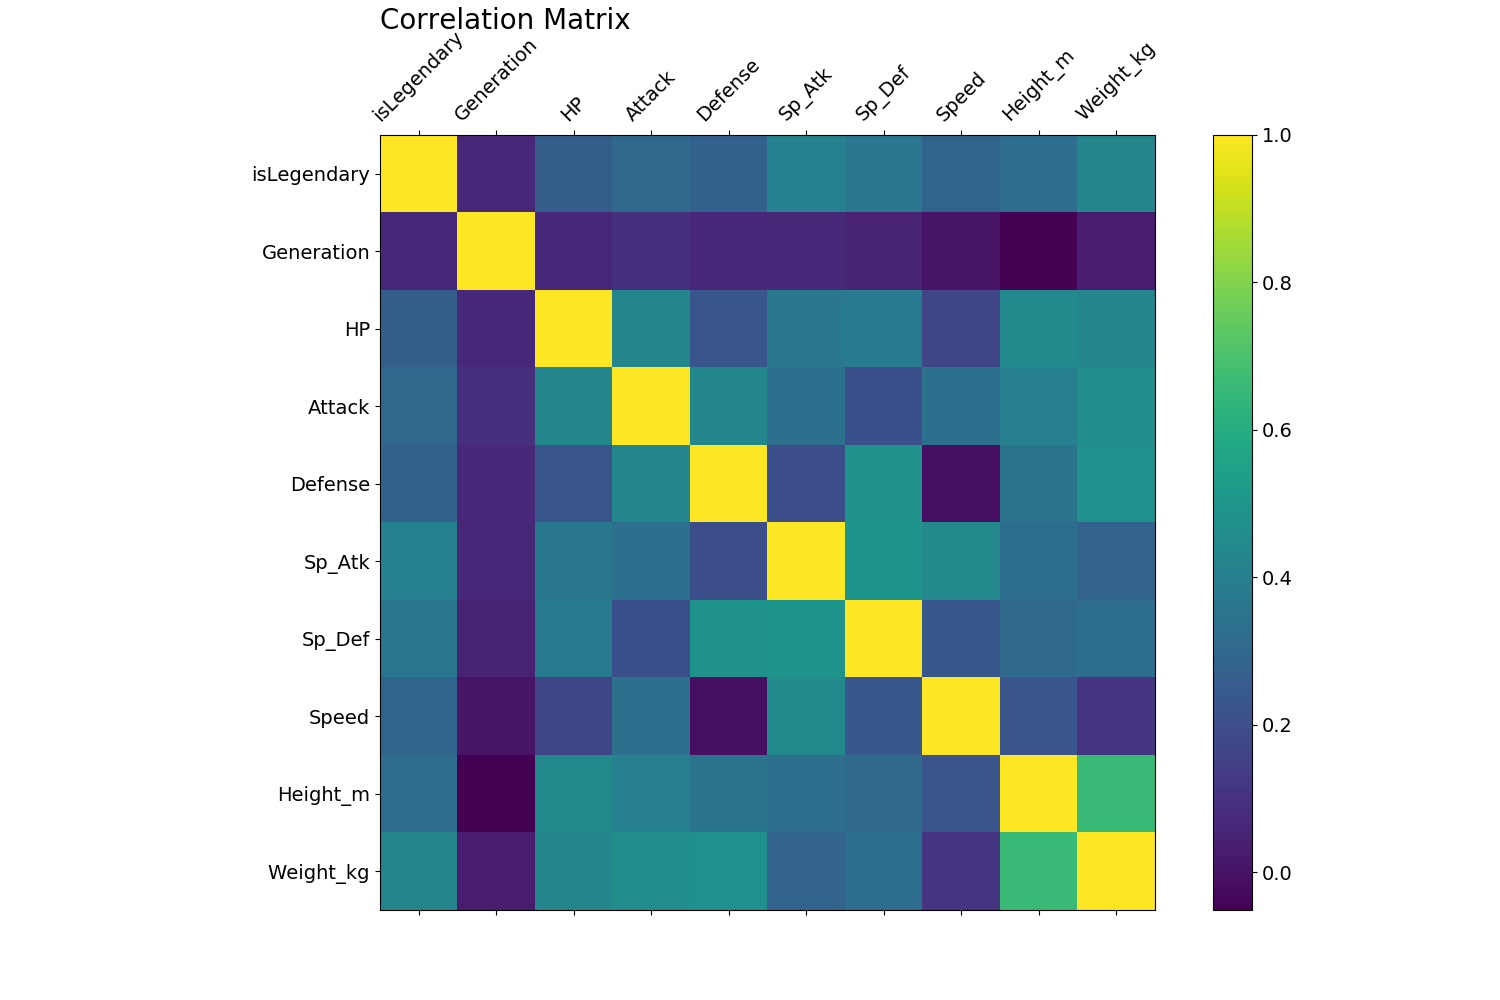 Correlation Matrix
isLegendary
Generation
HP
Attack
Defense
Sp_Atk
Sp_Def
Speed
Height_m
Weight_kg
isLegendary
Generation
HP
Attack
Defense
Sp_Atk
Sp_Def
Speed
Height_m
Weight_kg
1.0
0.8
0.6
0.4
0.2
0.0